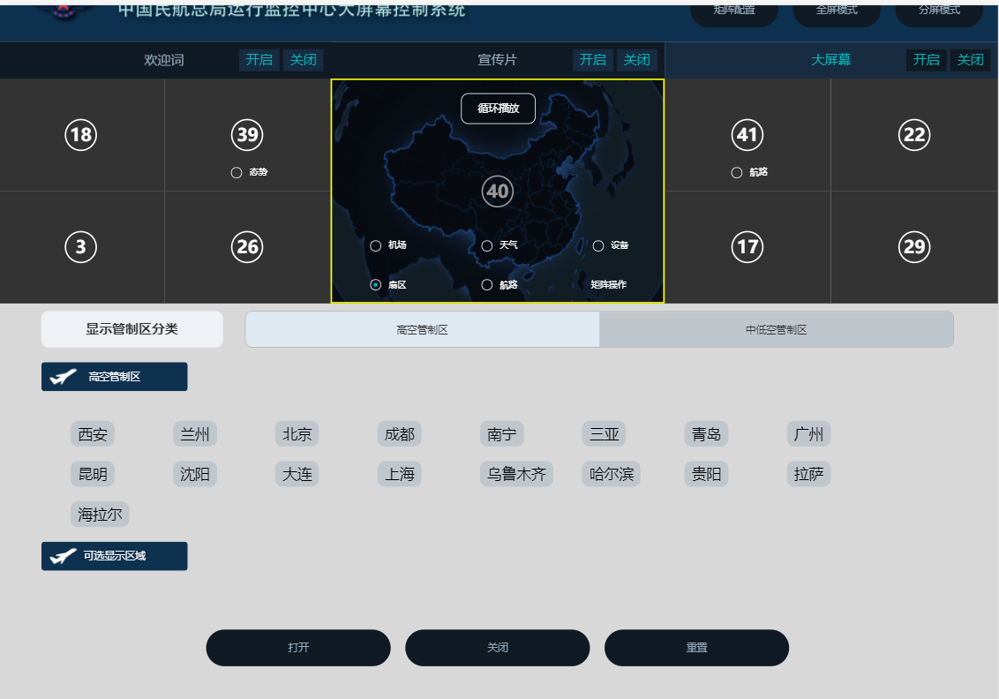 中国民航总局运行监控中心大屏幕控制系统
矩阵配置 全屏模式 分屏模式
欢迎词 开启 关闭 宣传片 开启 关闭 大屏幕 开启 关闭
循环播放
18 39 41 22
态势 航路
40
3 26 17 29
机场 天气 设备
扇区 航路 矩阵操作
显示管制区分类 高空管制区 中低空管制区
高空管制区
西安 兰州 北京 成都 南宁 三亚 青岛 广州
昆明 沈阳 大连 上海 乌鲁木齐 哈尔滨 贵阳 拉萨
海拉尔
可选显示区域
打开 关闭 重置